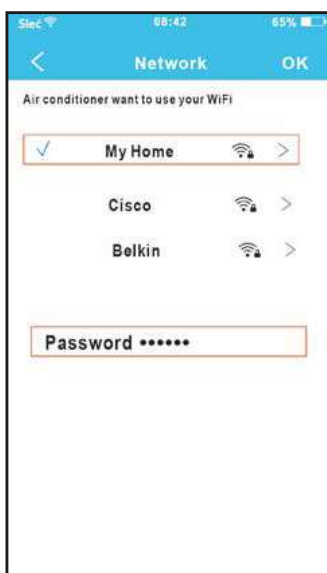 Sieć 08:42 65%
Network OK
Air conditioner want to use your WiFi
My Home
Cisco
Belkin
Password ••••••